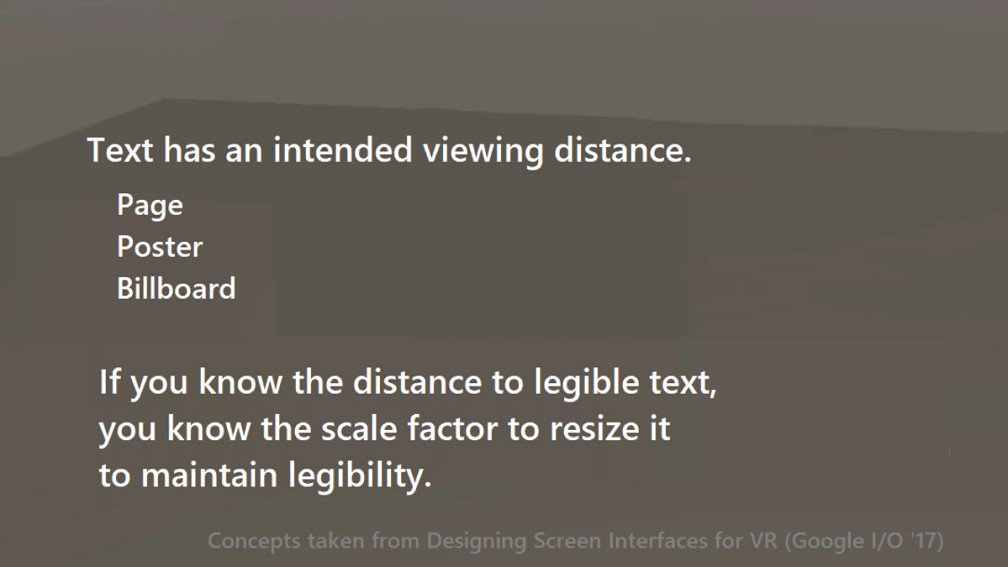 Text has an intended viewing distance.
Page
Poster
Billboard
If you know the distance to legible text,
you know the scale factor to resize it
to maintain legibility.
Concepts taken from Designing Screen Interfaces for VR (Google I/O '17)